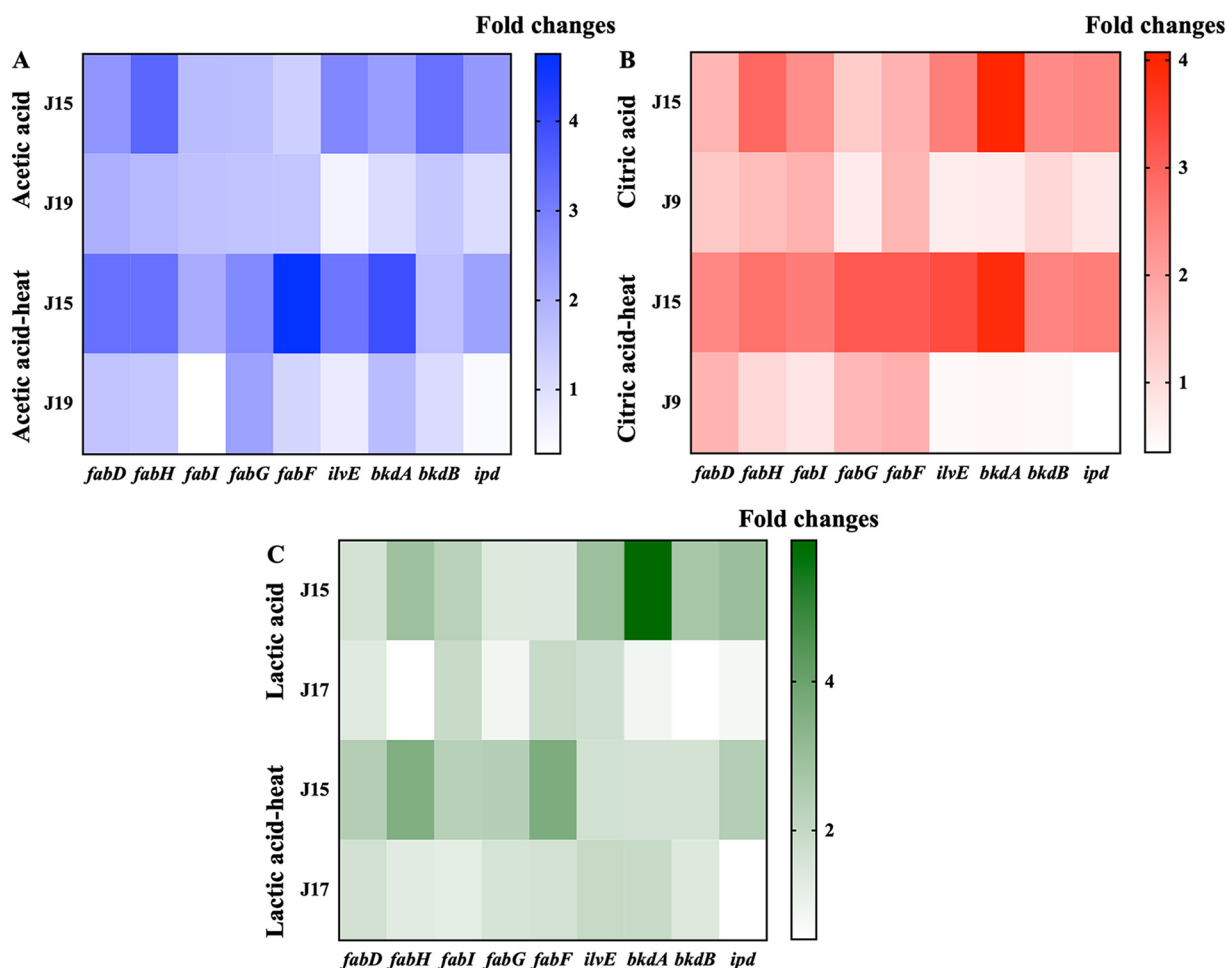 Fold changes
A
Acetic acid
Acetic acid-heat
J15
J19
J15
J19
4
3
2
1
fabD fabH fabI fabG fabF ilvE bkdA bkdB ipd
Fold changes
B
Citric acid
Citric acid-heat
J15
J9
J15
J9
4
3
2
1
fabD fabH fabI fabG fabF ilvE bkdA bkdB ipd
Fold changes
C
Lactic acid
Lactic acid-heat
J15
J17
J15
J17
4
2
fabD fabH fabI fabG fabF ilvE bkdA bkdB ipd